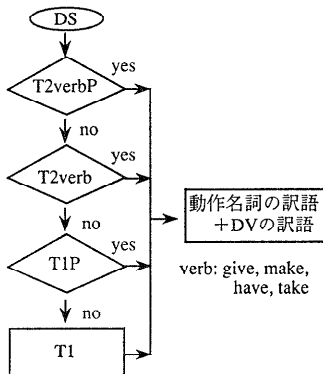 DS
yes
T2verbP
no
yes
T2verb
no
動作名詞の訳語
+DVの訳語
yes
T1P
verb: give, make,
have, take
no
T1